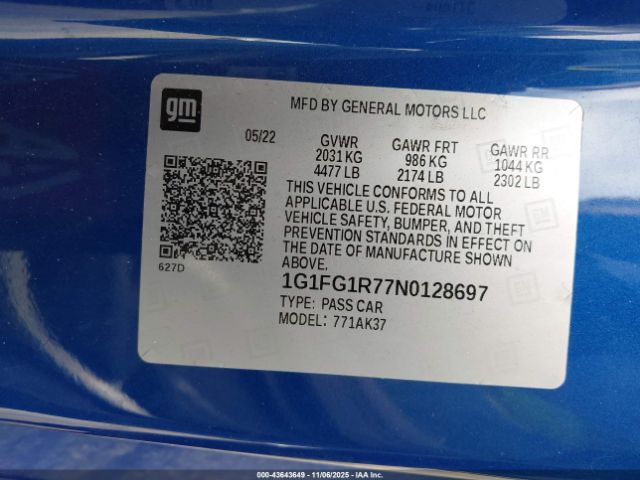 gm
MFD BY GENERAL MOTORS LLC
05/22 GVWR GAWR FRT GAWR RR
2031 KG 986 KG 1044 KG
4477 LB 2174 LB 2302 LB
THIS VEHICLE CONFORMS TO ALL
APPLICABLE U.S. FEDERAL MOTOR
VEHICLE SAFETY, BUMPER, AND THEFT
PREVENTION STANDARDS IN EFFECT ON
THE DATE OF MANUFACTURE SHOWN
ABOVE.
627D
1G1FG1R77N0128697
TYPE: PASS CAR
MODEL: 771AK37
000-43643649 - 11/06/2025 - IAA Inc.